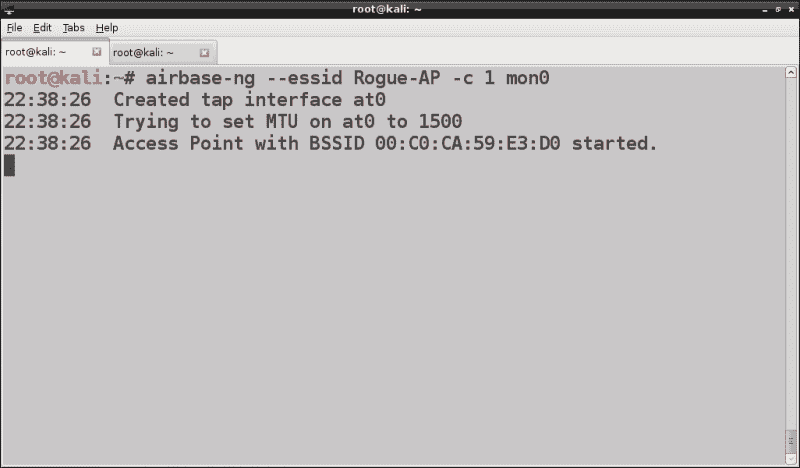 root@kali: ~
File Edit Tabs Help
root@kali: ~ root@kali: ~
root@kali:~# airbase-ng --essid Rogue-AP -c 1 mon0
22:38:26  Created tap interface at0
22:38:26  Trying to set MTU on at0 to 1500
22:38:26  Access Point with BSSID 00:C0:CA:59:E3:D0 started.